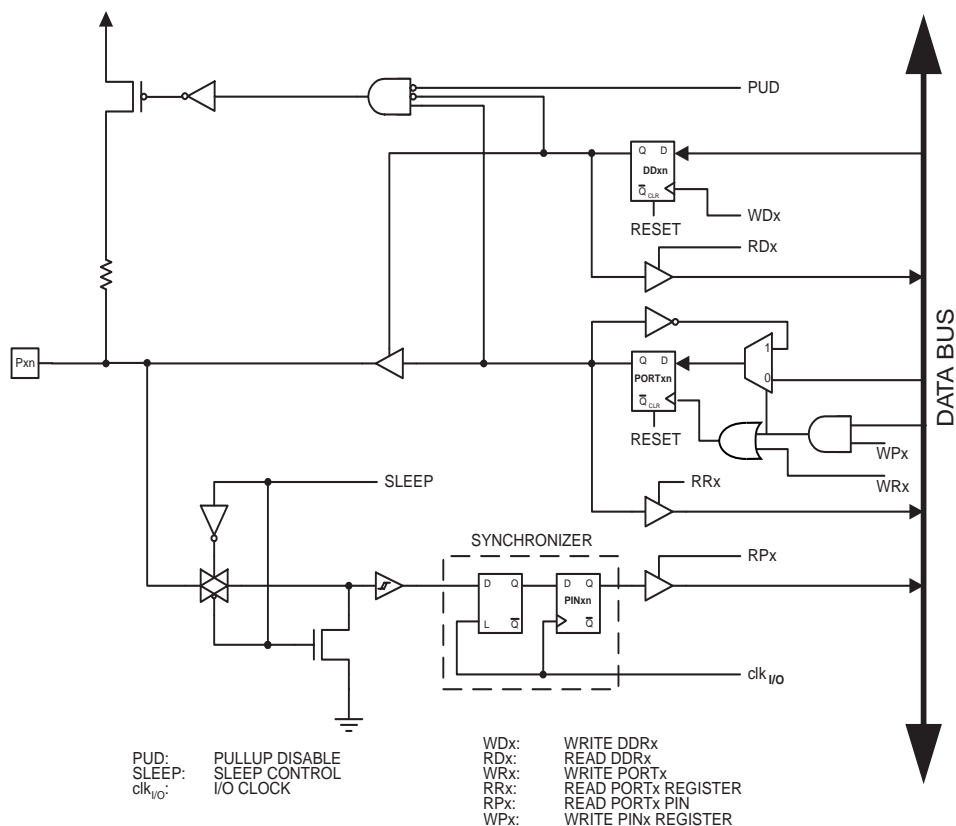 PUD
Q D
DDxn
Q CLR
WDx
RESET
RDx
Pxn
1
Q D
PORTxn
0
Q CLR
RESET
WPx
WRx
RRx
SLEEP
SYNCHRONIZER
RPx
D Q
D Q
PINxn
L Q
Q
clk I/O
DATA BUS
PUD: PULLUP DISABLE
SLEEP: SLEEP CONTROL
clkI/O: I/O CLOCK
WDx: WRITE DDRx
RDx: READ DDRx
WRx: WRITE PORTx
RRx: READ PORTx REGISTER
RPx: READ PORTx PIN
WPx: WRITE PINx REGISTER